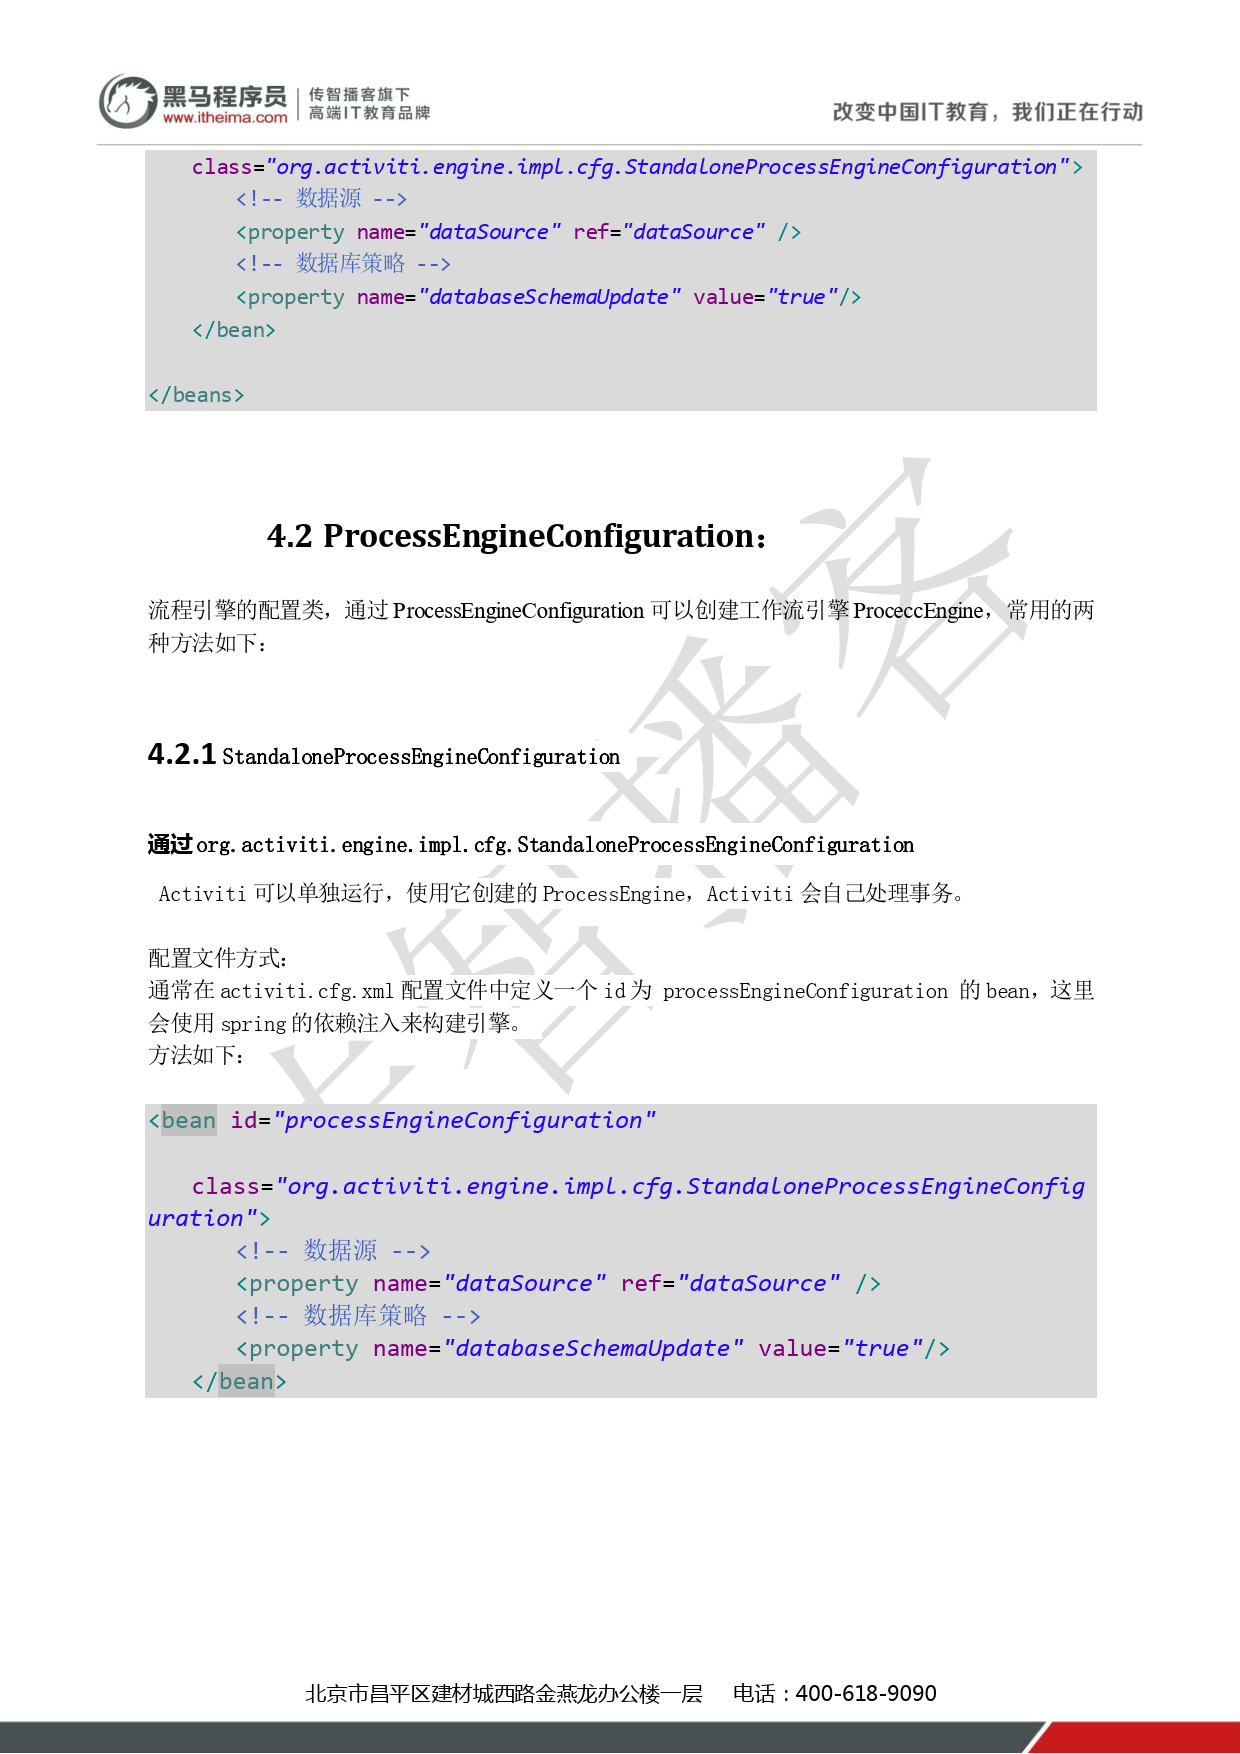 黑马程序员
www.itheima.com
传智播客旗下
高端IT教育品牌
改变中国IT教育，我们正在行动
class="org.activiti.engine.impl.cfg.StandaloneProcessEngineConfiguration">
<!-- 数据源 -->
<property name="dataSource" ref="dataSource" />
<!-- 数据库策略 -->
<property name="databaseSchemaUpdate" value="true"/>
</bean>
</beans>
4.2 ProcessEngineConfiguration：
流程引擎的配置类，通过 ProcessEngineConfiguration 可以创建工作流引擎 ProceccEngine，常用的两
种方法如下：
4.2.1 StandaloneProcessEngineConfiguration
通过 org.activiti.engine.impl.cfg.StandaloneProcessEngineConfiguration
Activiti 可以单独运行，使用它创建的 ProcessEngine，Activiti 会自己处理事务。
配置文件方式：
通常在 activiti.cfg.xml 配置文件中定义一个 id 为 processEngineConfiguration 的 bean，这里
会使用 spring 的依赖注入来构建引擎。
方法如下：
<bean id="processEngineConfiguration"
class="org.activiti.engine.impl.cfg.StandaloneProcessEngineConfig
uration">
<!-- 数据源 -->
<property name="dataSource" ref="dataSource" />
<!-- 数据库策略 -->
<property name="databaseSchemaUpdate" value="true"/>
</bean>
北京市昌平区建材城西路金燕龙办公楼一层 电话：400-618-9090